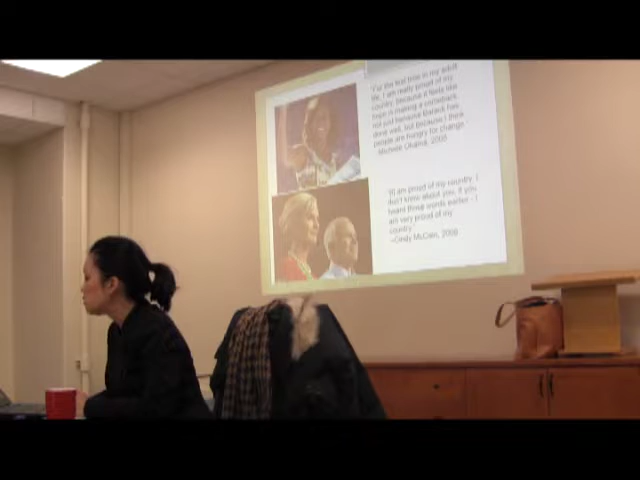 "For the first time in my adult
life, I am really proud of my
country, because it feels like
hope is making a comeback,
not just because Barack has
done well, but because I think
people are hungry for change."
- Michelle Obama, 2008
"I[I] am proud of my country. I
don't know about you, if you
heard those words earlier - I
am very proud of my
country."
~Cindy McCain, 2008